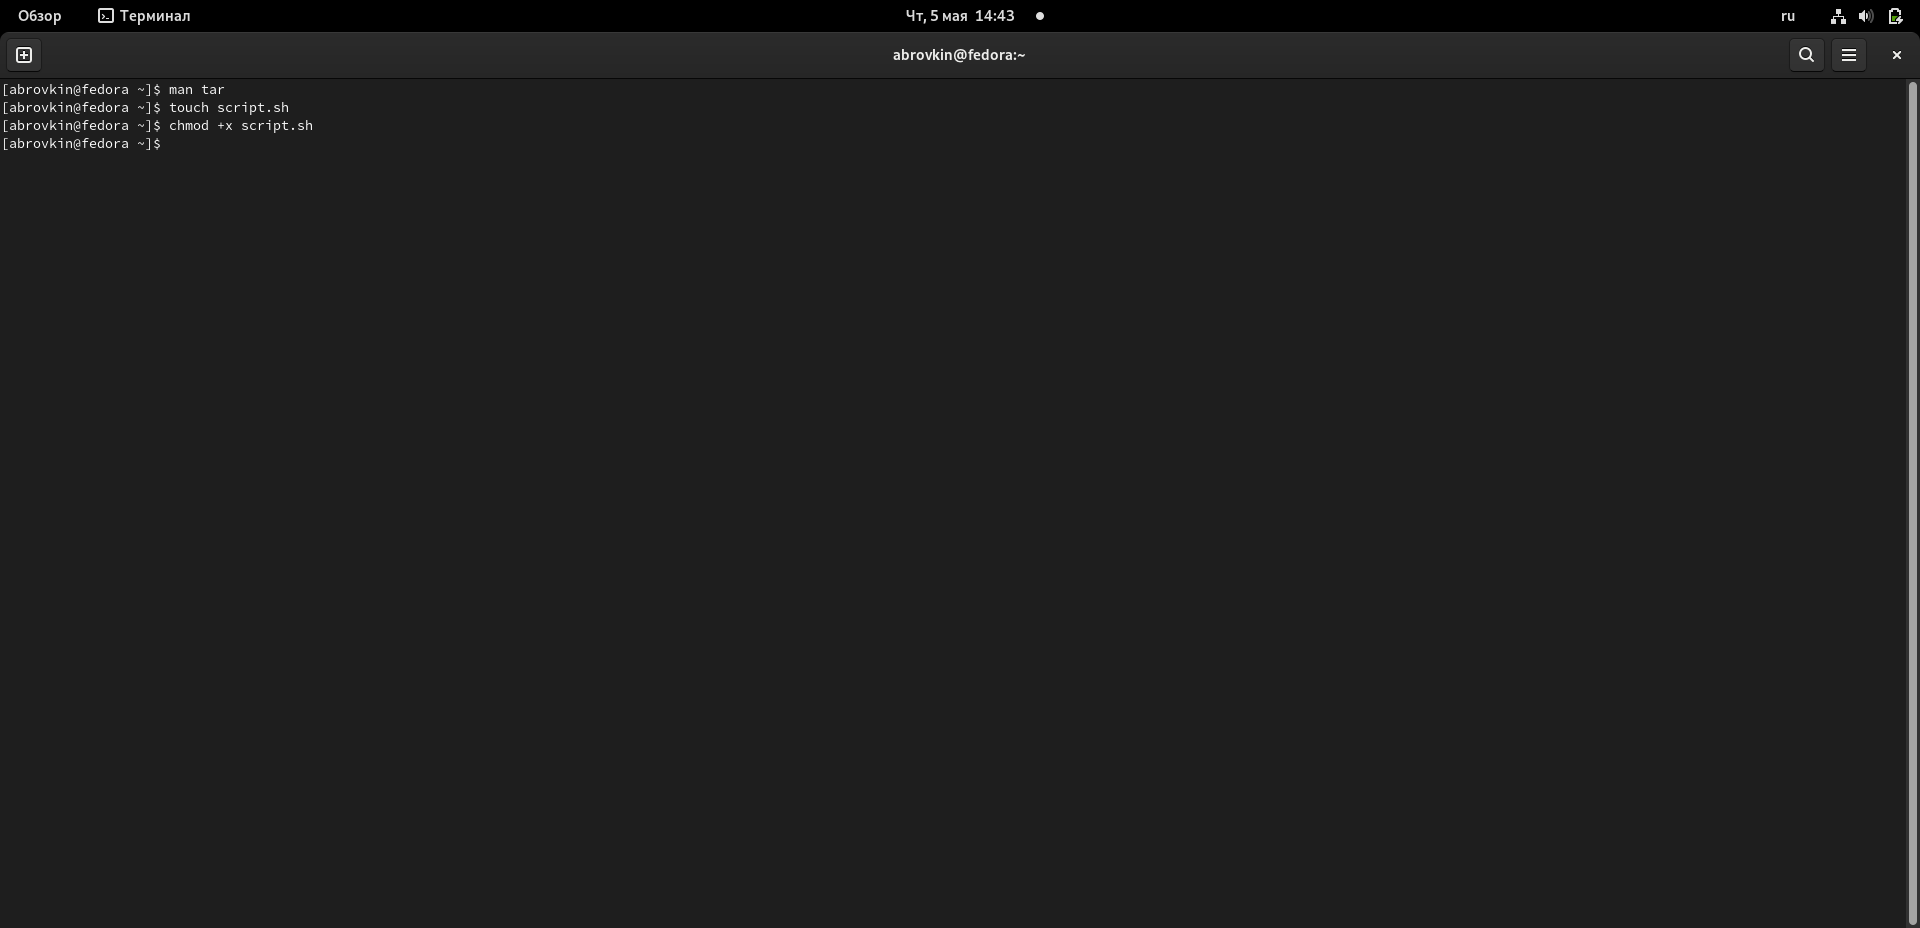 Обзор Терминал Чт, 5 мая 14:43 ru
abrovkin@fedora:~
[abrovkin@fedora ~]$ man tar
[abrovkin@fedora ~]$ touch script.sh
[abrovkin@fedora ~]$ chmod +x script.sh
[abrovkin@fedora ~]$